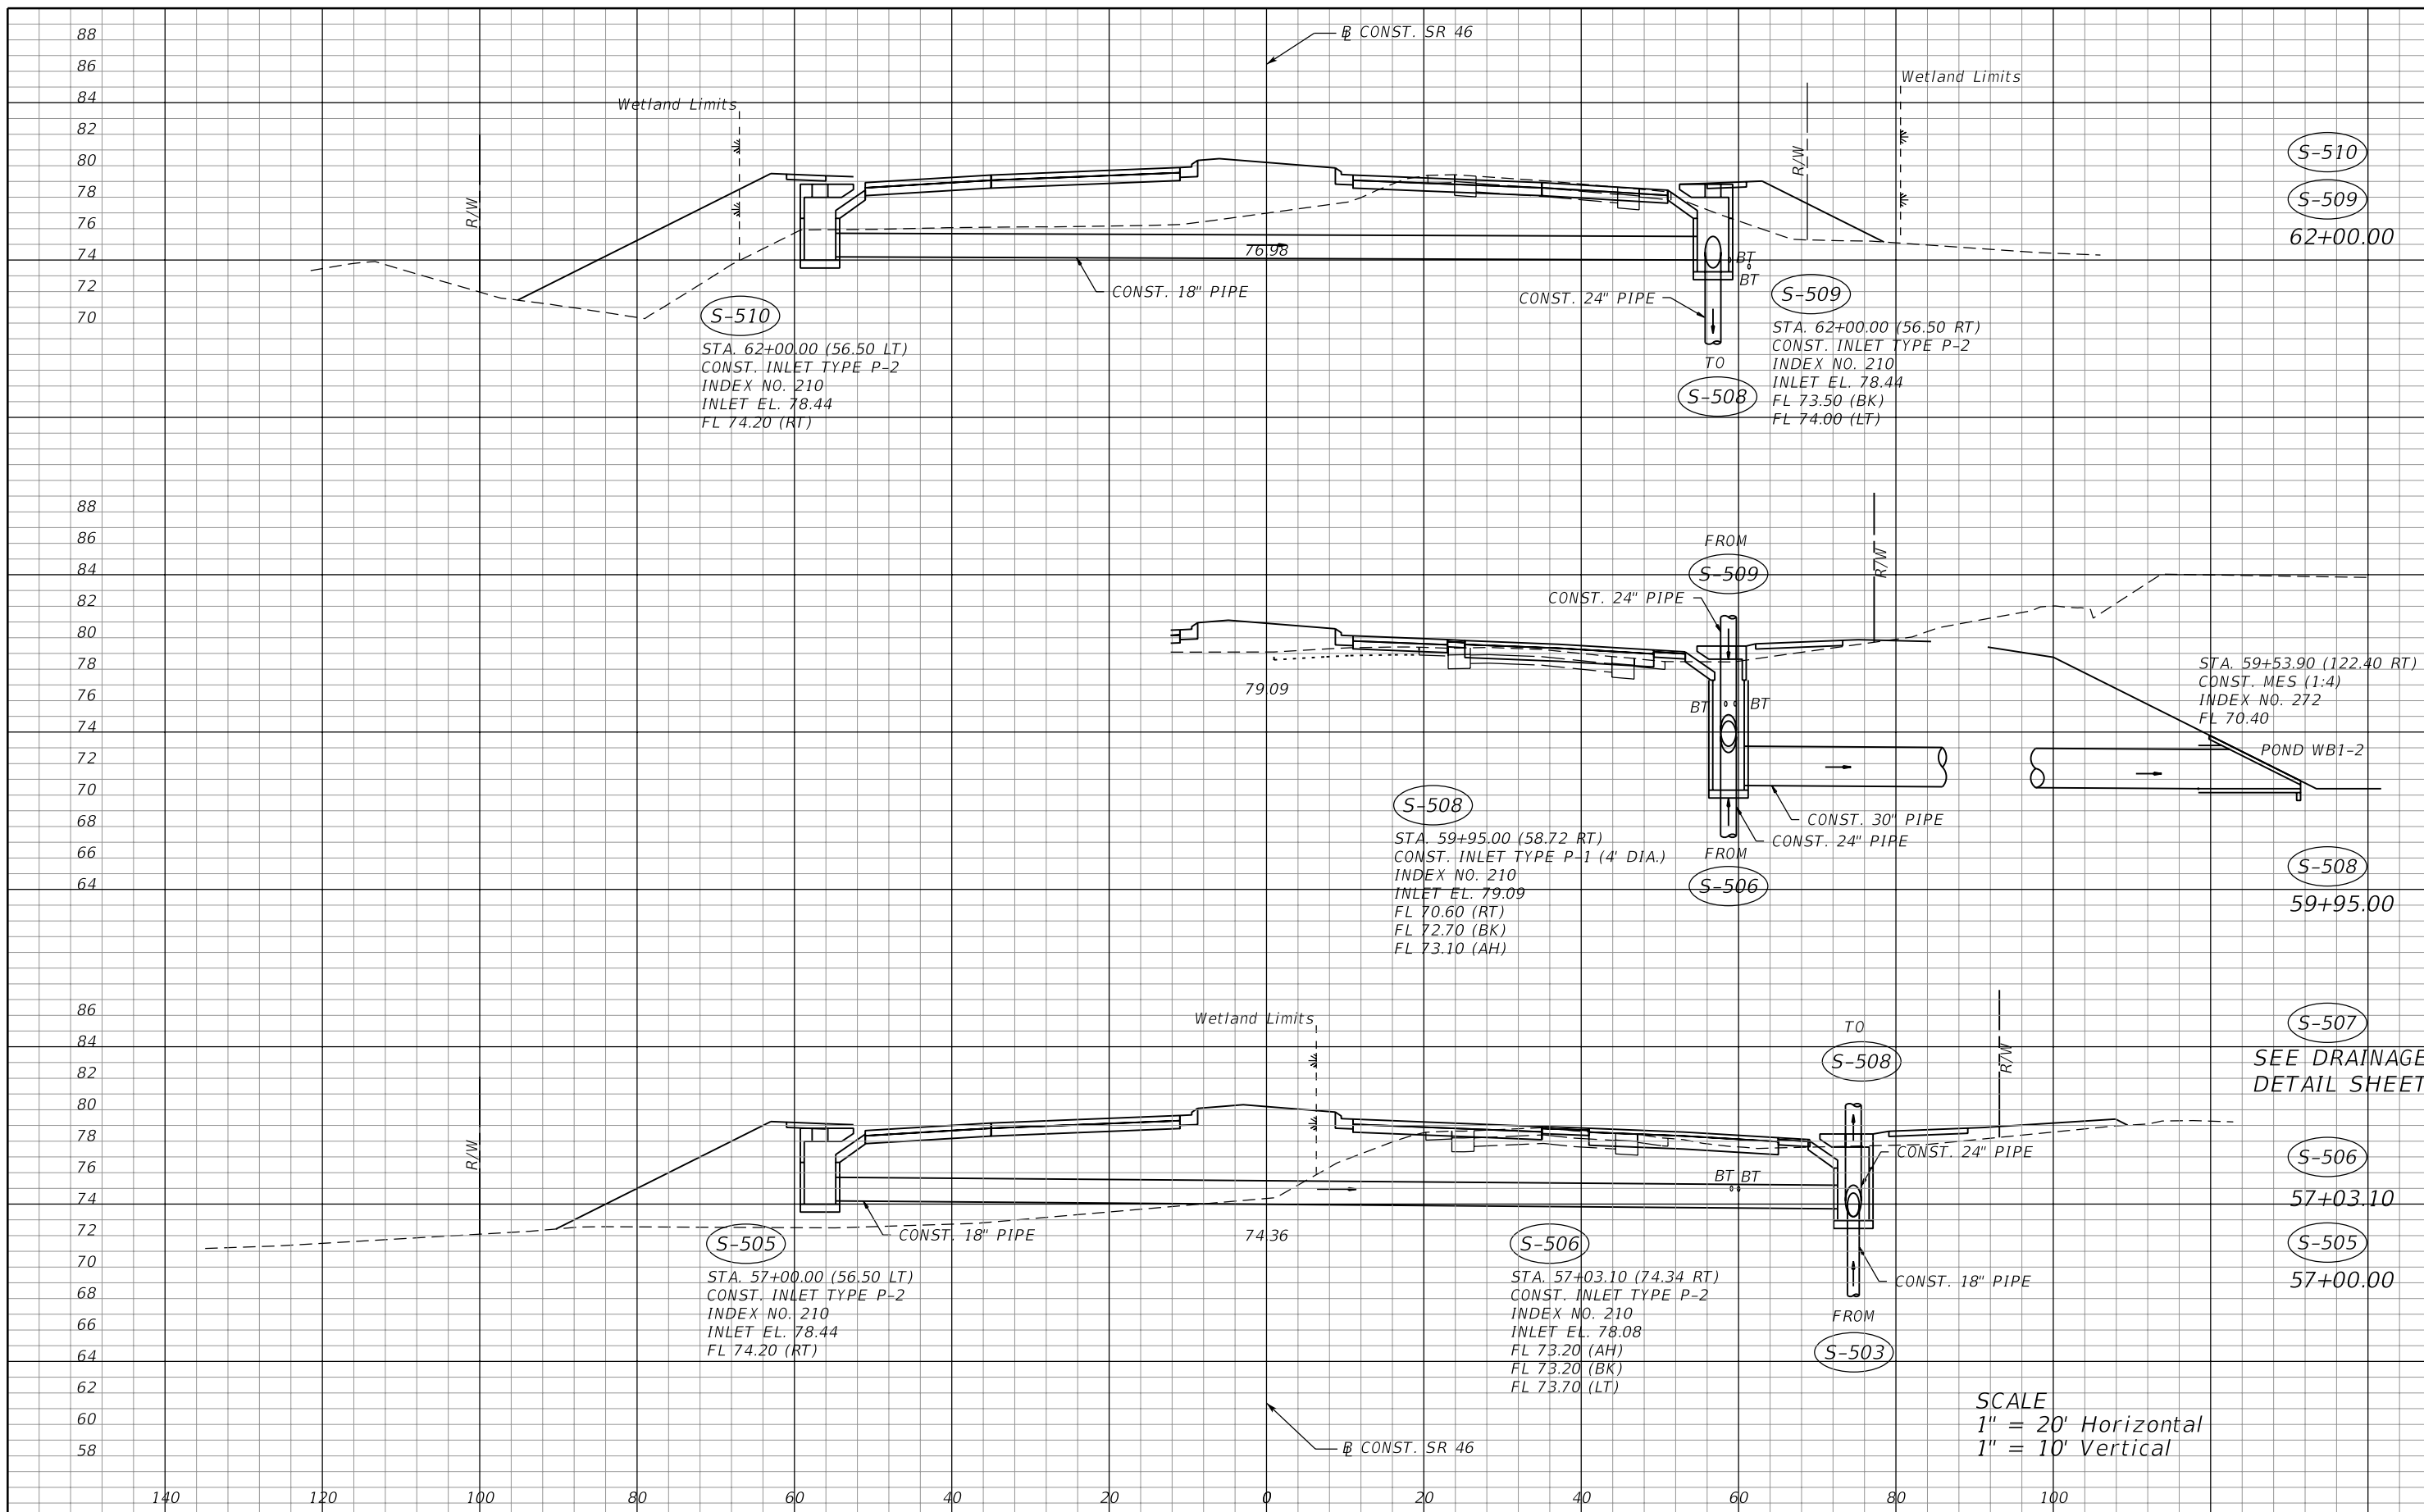 88
86
84
82
80
78
76
74
72
70
℄ CONST. SR 46
Wetland Limits
Wetland Limits
R/W
R/W
S-510
S-509
62+00.00
76.98
BT
BT
CONST. 18" PIPE
CONST. 24" PIPE
S-510
STA. 62+00.00 (56.50 LT)
CONST. INLET TYPE P-2
INDEX NO. 210
INLET EL. 78.44
FL 74.20 (RT)
TO
S-508
S-509
STA. 62+00.00 (56.50 RT)
CONST. INLET TYPE P-2
INDEX NO. 210
INLET EL. 78.44
FL 73.50 (BK)
FL 74.00 (LT)
88
86
84
82
80
78
76
74
72
70
68
66
64
FROM
S-509
CONST. 24" PIPE
R/W
79.09
BT
BT
STA. 59+53.90 (122.40 RT)
CONST. MES (1:4)
INDEX NO. 272
FL 70.40
POND WB1-2
S-508
STA. 59+95.00 (58.72 RT)
CONST. INLET TYPE P-1 (4' DIA.)
INDEX NO. 210
INLET EL. 79.09
FL 70.60 (RT)
FL 72.70 (BK)
FL 73.10 (AH)
CONST. 30" PIPE
CONST. 24" PIPE
FROM
S-506
S-508
59+95.00
86
84
82
80
78
76
74
72
70
68
66
64
62
60
58
Wetland Limits
TO
S-508
R/W
R/W
S-507
SEE DRAINAGE
DETAIL SHEET
CONST. 24" PIPE
BT BT
S-506
57+03.10
S-505
57+00.00
CONST. 18" PIPE
74.36
S-505
STA. 57+00.00 (56.50 LT)
CONST. INLET TYPE P-2
INDEX NO. 210
INLET EL. 78.44
FL 74.20 (RT)
S-506
STA. 57+03.10 (74.34 RT)
CONST. INLET TYPE P-2
INDEX NO. 210
INLET EL. 78.08
FL 73.20 (AH)
FL 73.20 (BK)
FL 73.70 (LT)
CONST. 18" PIPE
FROM
S-503
℄ CONST. SR 46
SCALE
1" = 20' Horizontal
1" = 10' Vertical
140 120 100 80 60 40 20 0 20 40 60 80 100